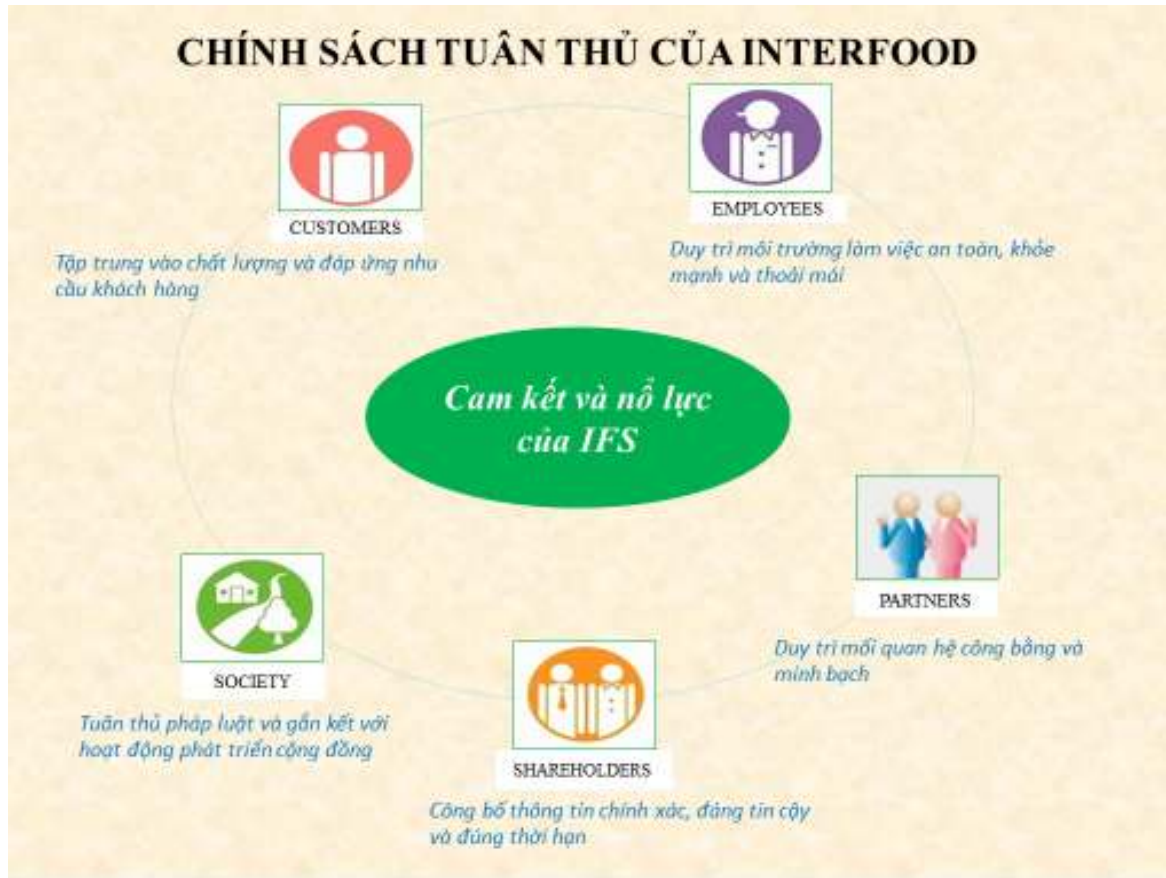 CHÍNH SÁCH TUÂN THỦ CỦA INTERFOOD
CUSTOMERS
Tập trung vào chất lượng và đáp ứng nhu
cầu khách hàng
EMPLOYEES
Duy trì môi trường làm việc an toàn, khỏe
mạnh và thoải mái
Cam kết và nổ lực
của IFS
PARTNERS
Duy trì mối quan hệ công bằng và
minh bạch
SOCIETY
Tuân thủ pháp luật và gắn kết với
hoạt động phát triển cộng đồng
SHAREHOLDERS
Công bố thông tin chính xác, đáng tin cậy
và đúng thời hạn